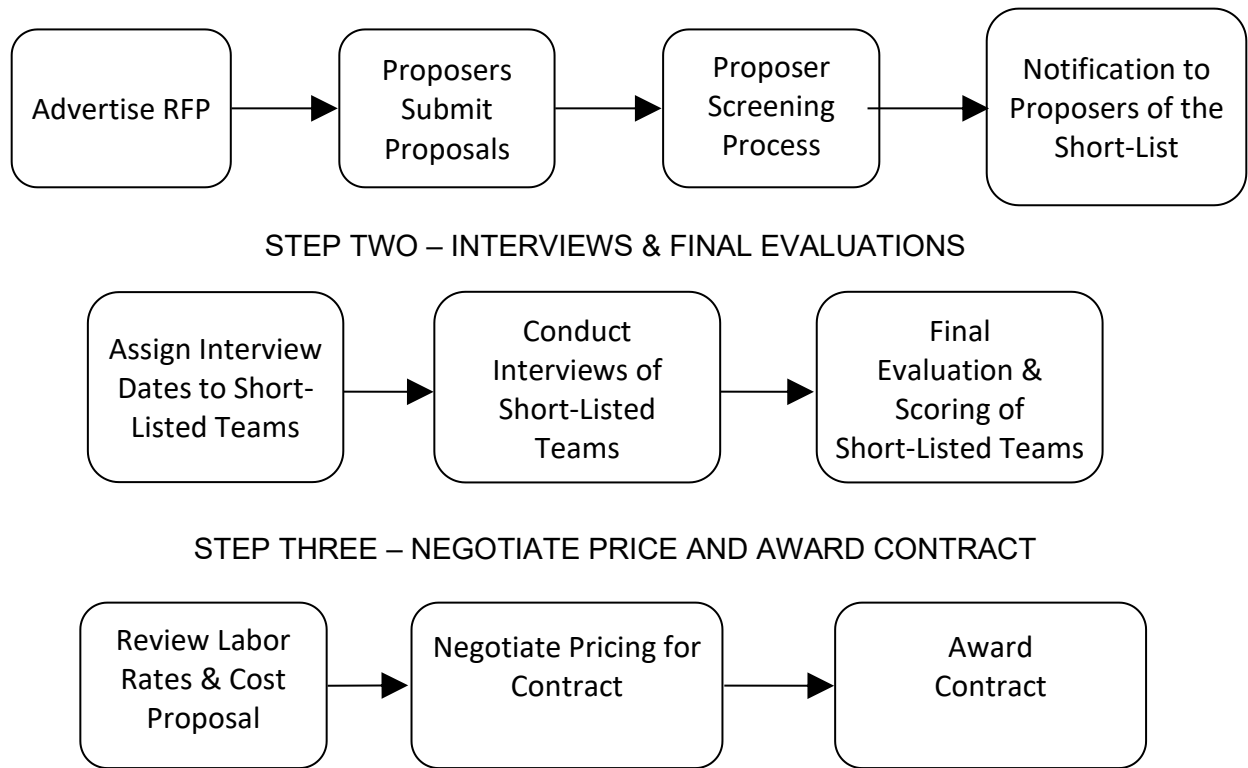 Advertise RFP
Proposers
Submit
Proposals
Proposer
Screening
Process
Notification to
Proposers of the
Short-List
STEP TWO – INTERVIEWS & FINAL EVALUATIONS
Assign Interview
Dates to Short-
Listed Teams
Conduct
Interviews of
Short-Listed
Teams
Final
Evaluation &
Scoring of
Short-Listed Teams
STEP THREE – NEGOTIATE PRICE AND AWARD CONTRACT
Review Labor
Rates & Cost
Proposal
Negotiate Pricing for
Contract
Award
Contract